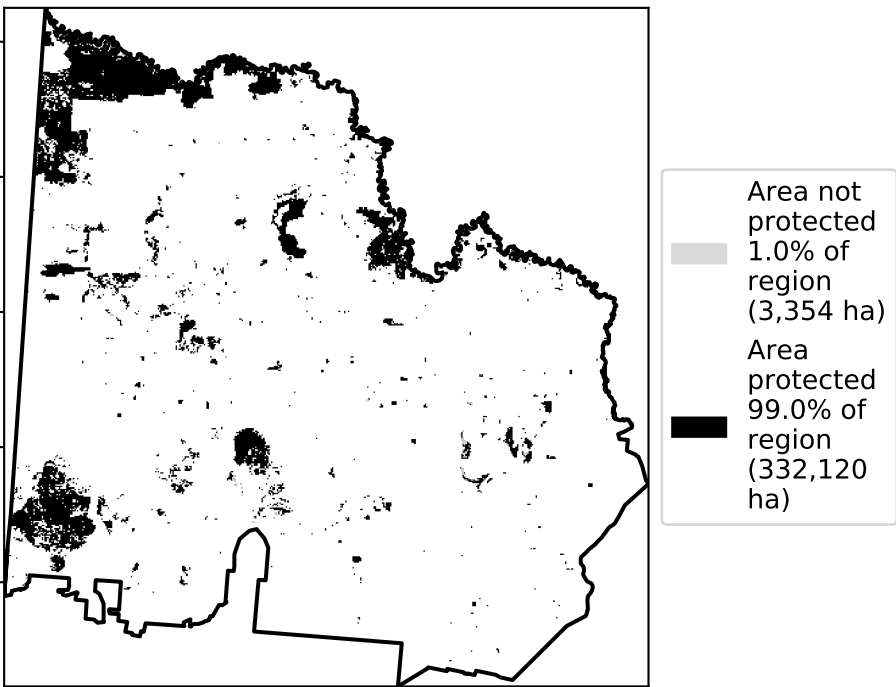 Area not
protected
1.0% of
region
(3,354 ha)
Area
protected
99.0% of
region
(332,120
ha)